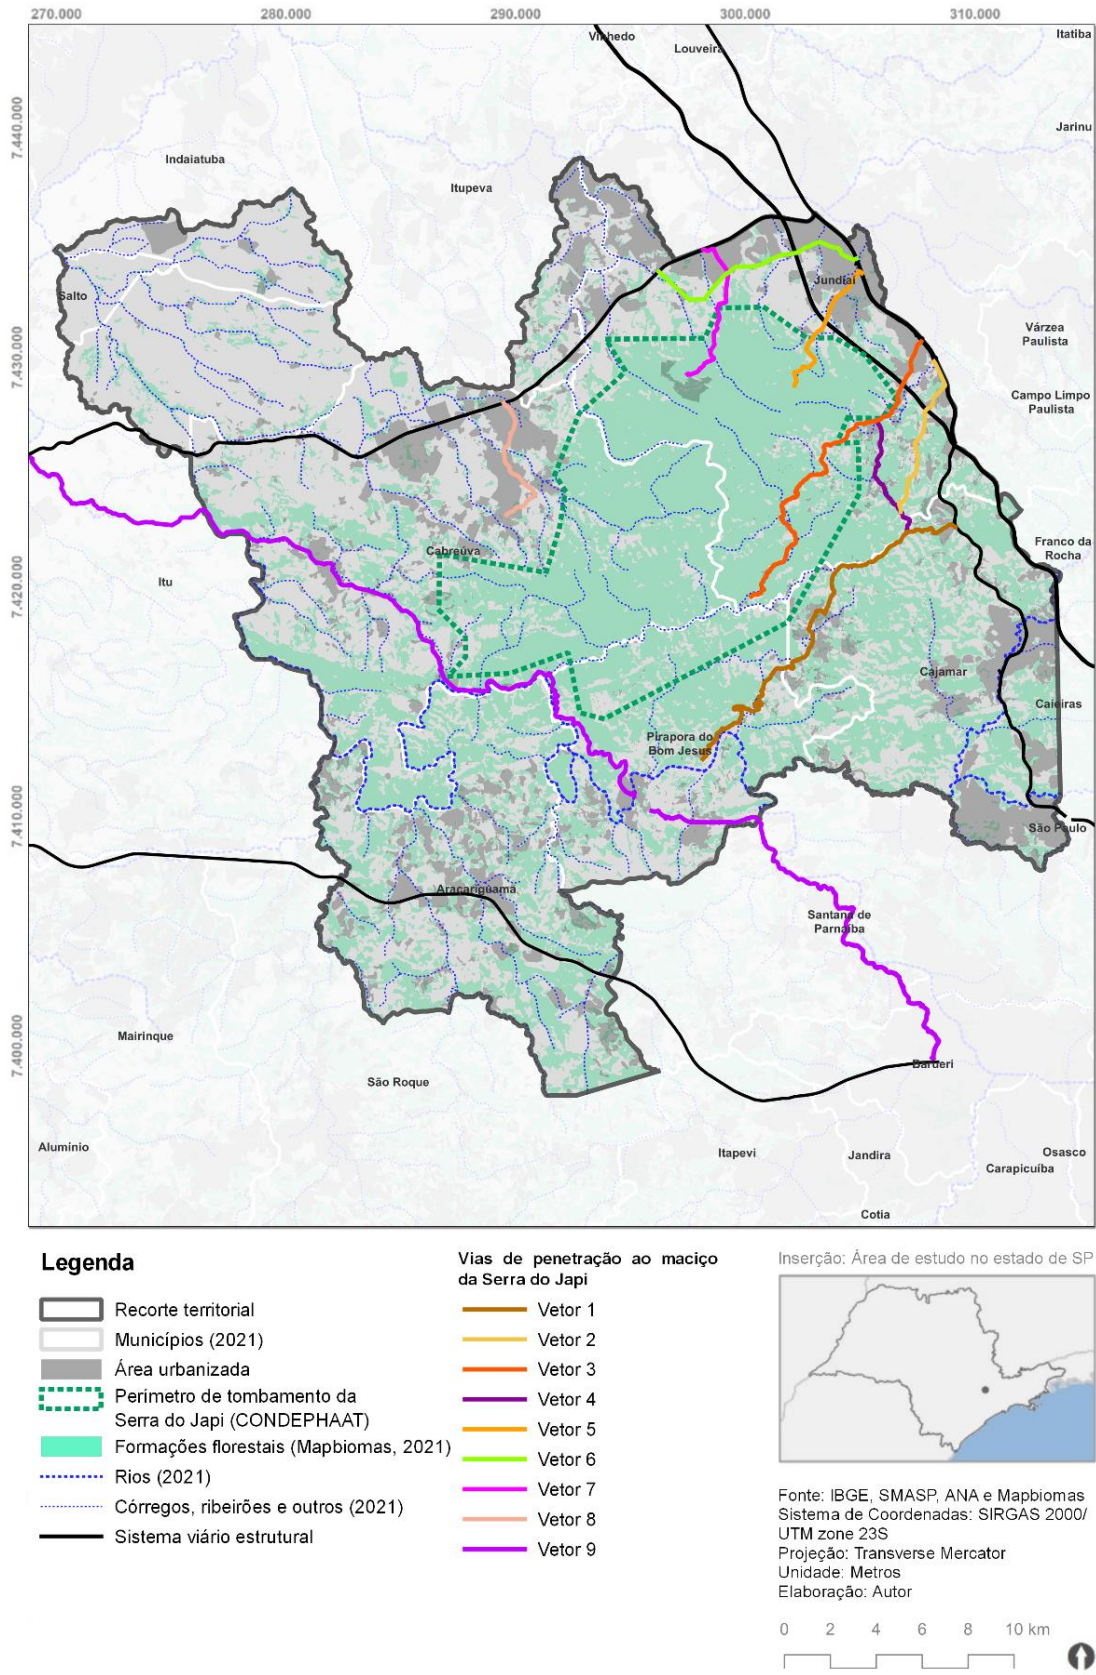 270.000
280.000
290.000
300.000
310.000
Vinhedo
Louveira
Itatiba
7.440.000
Jarinu
Indaiatuba
Itupeva
Jundiaí
Salto
7.430.000
Várzea
Paulista
Campo Limpo
Paulista
Cabreúva
Franco da
Rocha
7.420.000
Itu
Cajamar
Caieiras
Pirapora do
Bom Jesus
7.410.000
São Paulo
Araçariguama
Santana de
Parnaíba
7.400.000
Mairinque
Barueri
São Roque
Alumínio
Itapevi
Jandira
Osasco
Carapicuíba
Cotia
Legenda
Recorte territorial
Municípios (2021)
Área urbanizada
Perímetro de tombamento da
Serra do Japi (CONDEPHAAT)
Formações florestais (Mapbiomas, 2021)
Rios (2021)
Córregos, ribeirões e outros (2021)
Sistema viário estrutural
Vias de penetração ao maciço
da Serra do Japi
Vetor 1
Vetor 2
Vetor 3
Vetor 4
Vetor 5
Vetor 6
Vetor 7
Vetor 8
Vetor 9
Inserção: Área de estudo no estado de SP
Fonte: IBGE, SMASP, ANA e Mapbiomas
Sistema de Coordenadas: SIRGAS 2000/
UTM zone 23S
Projeção: Transverse Mercator
Unidade: Metros
Elaboração: Autor
0 2 4 6 8 10 km